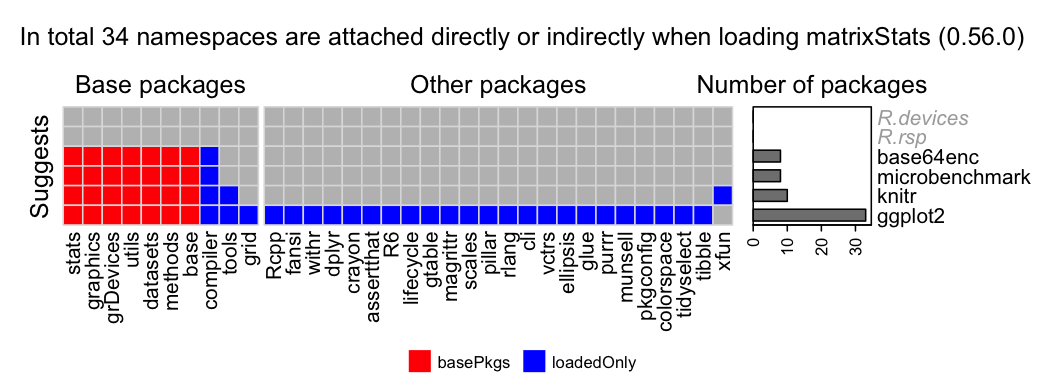 In total 34 namespaces are attached directly or indirectly when loading matrixStats (0.56.0)
Base packages
Other packages
Number of packages
Suggests
R.devices
R.rsp
base64enc
microbenchmark
knitr
ggplot2
stats
graphics
grDevices
utils
datasets
methods
base
compiler
tools
grid
Rcpp
fansi
withr
dplyr
crayon
assertthat
R6
lifecycle
gtable
magrittr
scales
pillar
rlang
cli
vctrs
ellipsis
glue
purrr
munsell
pkgconfig
colorspace
tidyselect
tibble
xfun
0
10
20
30
basePkgs
loadedOnly